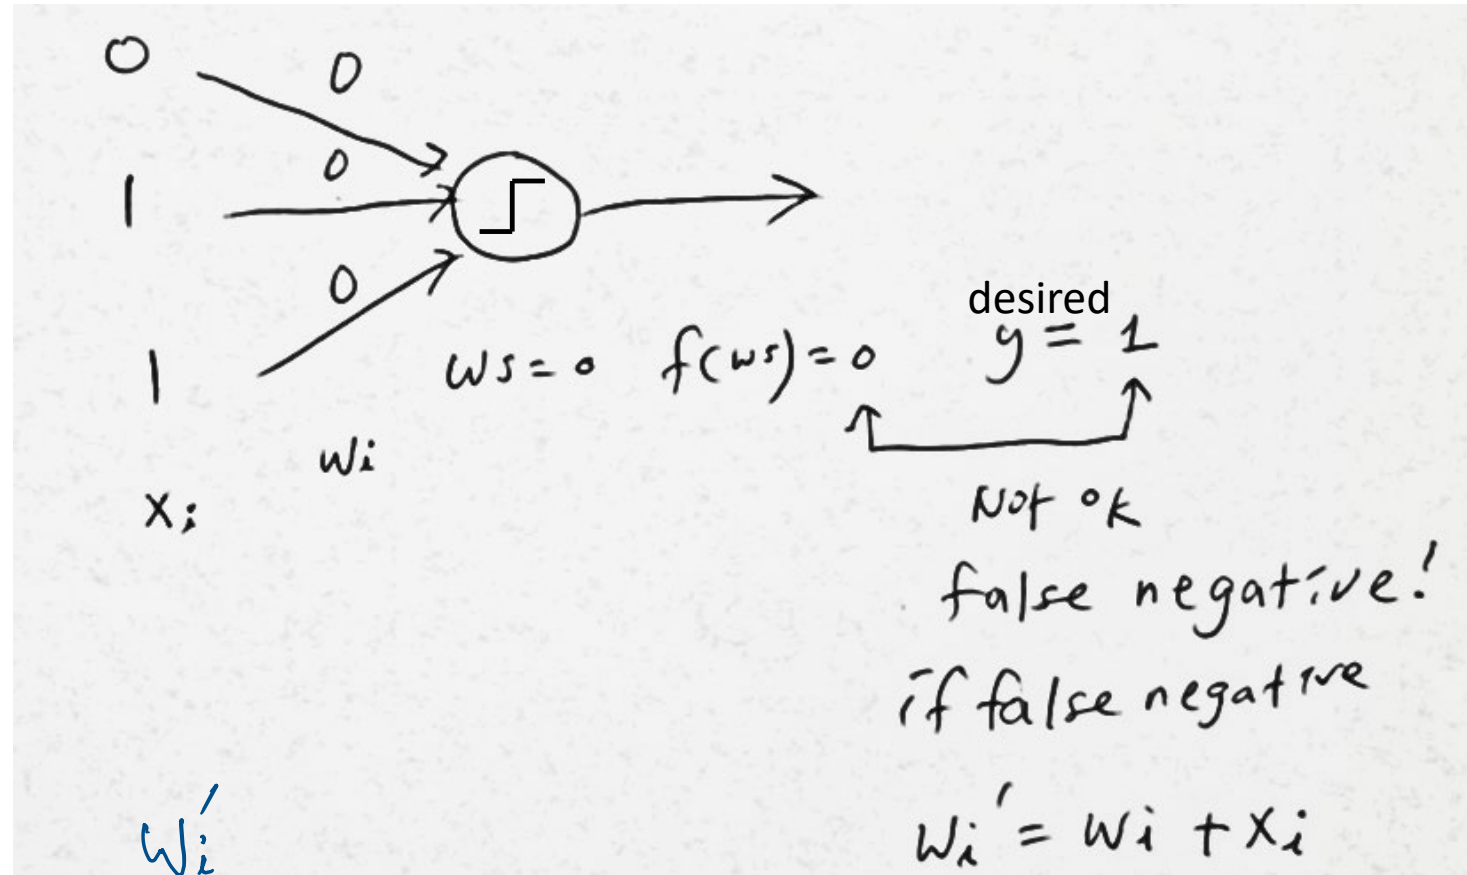 0
0
0
1
0
1
desired
ws = 0 f(ws) = 0 y = 1
wi
xi
Not ok
false negative!
if false negative
wi' = wi + xi
wi'